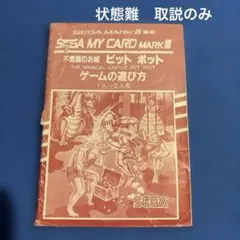 状態難　取説のみ
SEGA MARK III 専用
SEGA MY CARD MARK III
不思議のお城 ピット ポット
THE MAGICAL CASTLE PIT POT
ゲームの遊び方
1人〜2人用
SEGA